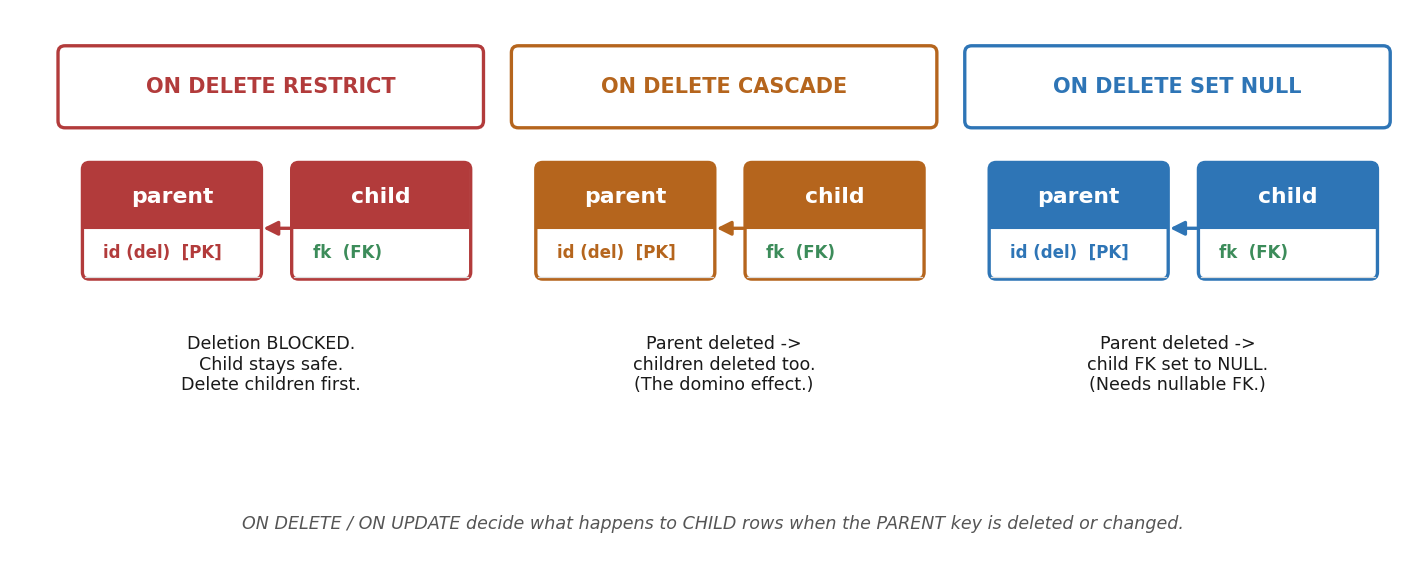 ON DELETE RESTRICT
parent
child
id (del)  [PK]
fk  (FK)
Deletion BLOCKED.
Child stays safe.
Delete children first.
ON DELETE CASCADE
parent
child
id (del)  [PK]
fk  (FK)
Parent deleted ->
children deleted too.
(The domino effect.)
ON DELETE SET NULL
parent
child
id (del)  [PK]
fk  (FK)
Parent deleted ->
child FK set to NULL.
(Needs nullable FK.)
ON DELETE / ON UPDATE decide what happens to CHILD rows when the PARENT key is deleted or changed.